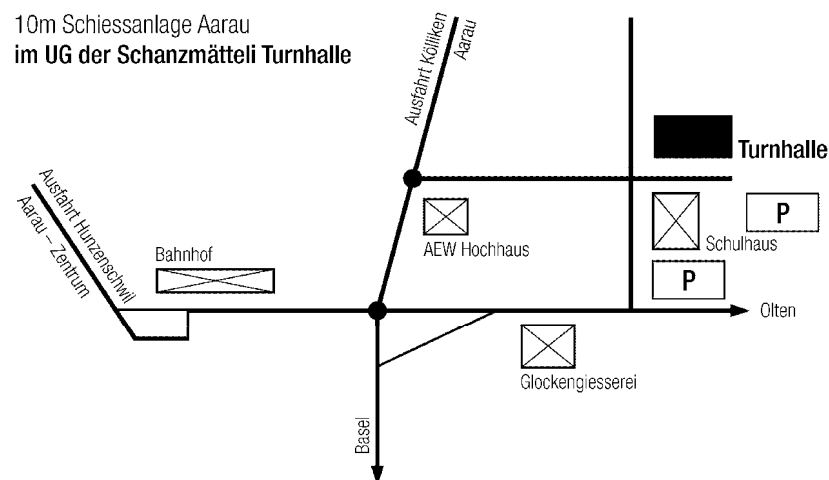 10m Schiessanlage Aarau
im UG der Schanzmätteli Turnhalle
Ausfahrt Kölliken
Aarau
Turnhalle
Ausfahrt Hunzenschwil
Aarau – Zentrum
Bahnhof
AEW Hochhaus
Schulhaus
P
P
Olten
Glockengiesserei
Basel